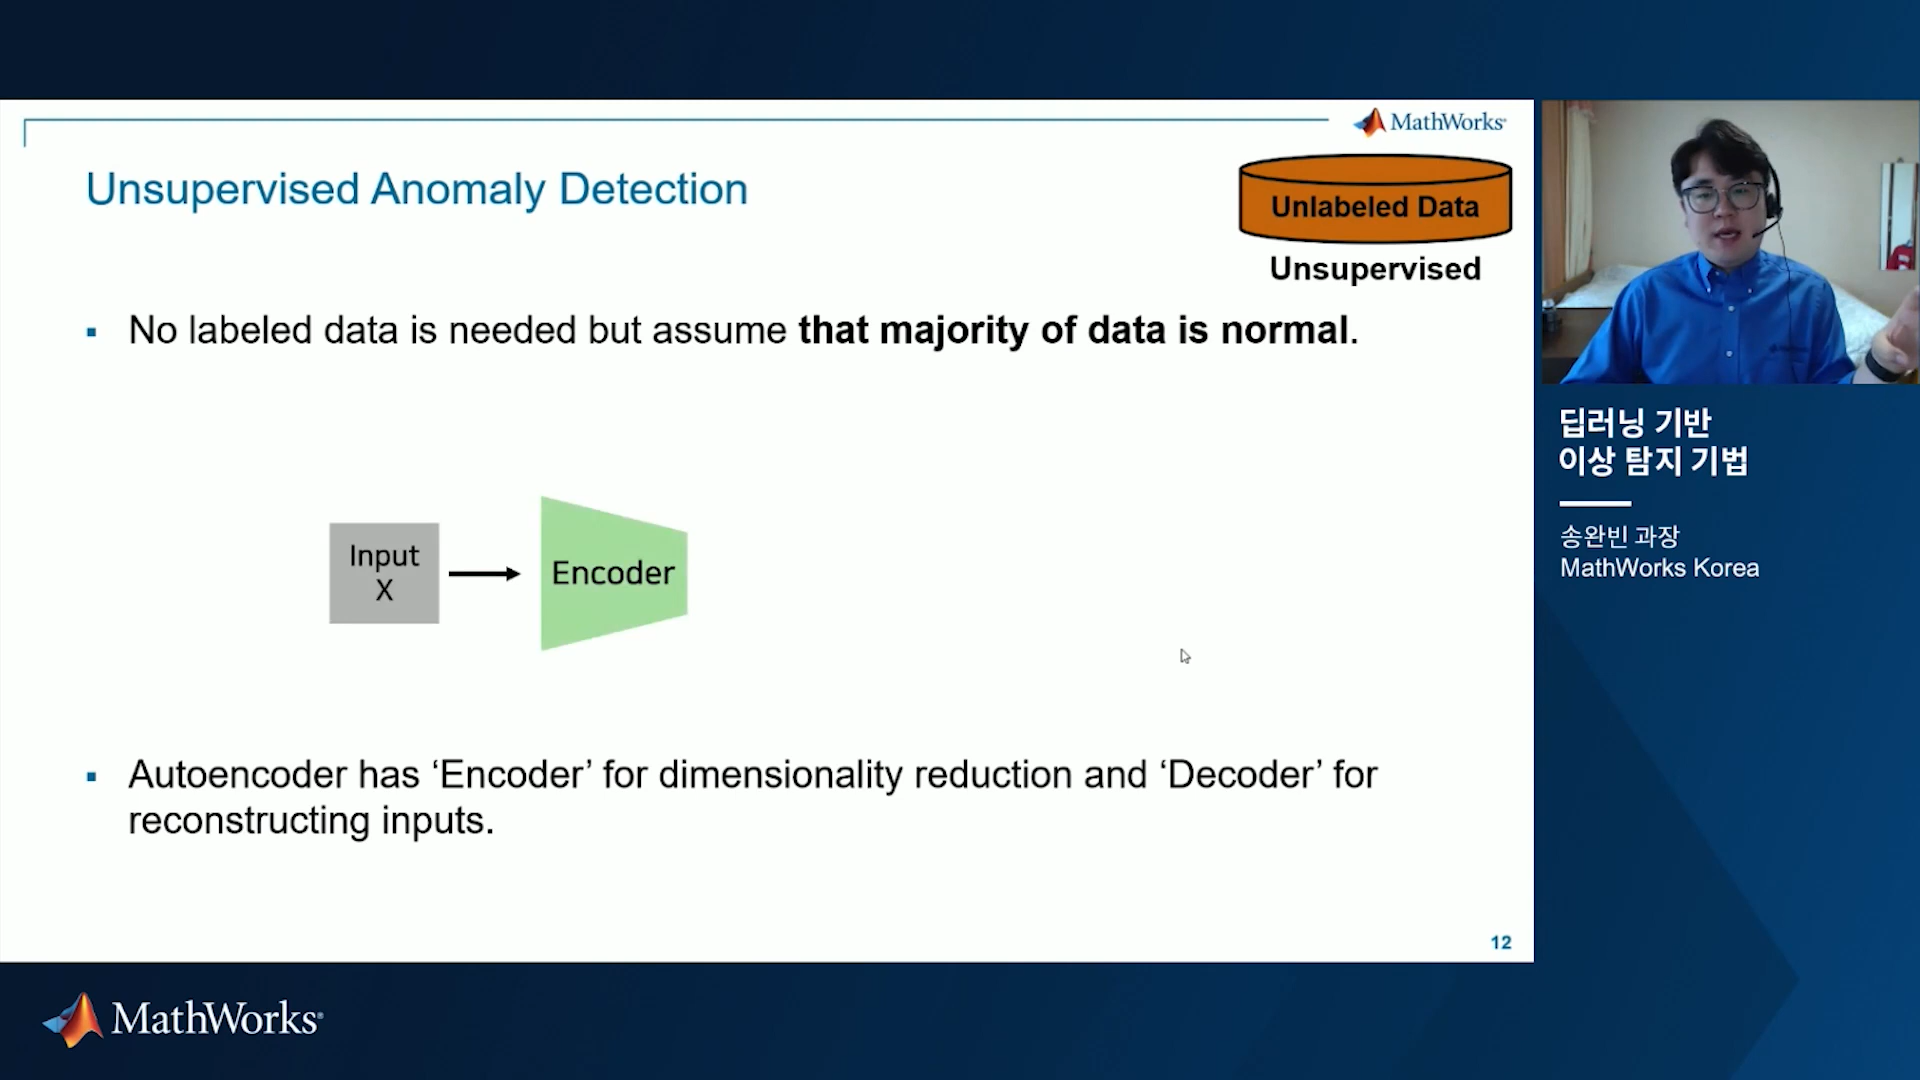 MathWorks®
Unsupervised Anomaly Detection
Unlabeled Data
Unsupervised
▪ No labeled data is needed but assume that majority of data is normal.
Input
X
Encoder
▪ Autoencoder has ‘Encoder’ for dimensionality reduction and ‘Decoder’ for
reconstructing inputs.
12
딥러닝 기반
이상 탐지 기법
송완빈 과장
MathWorks Korea
MathWorks®